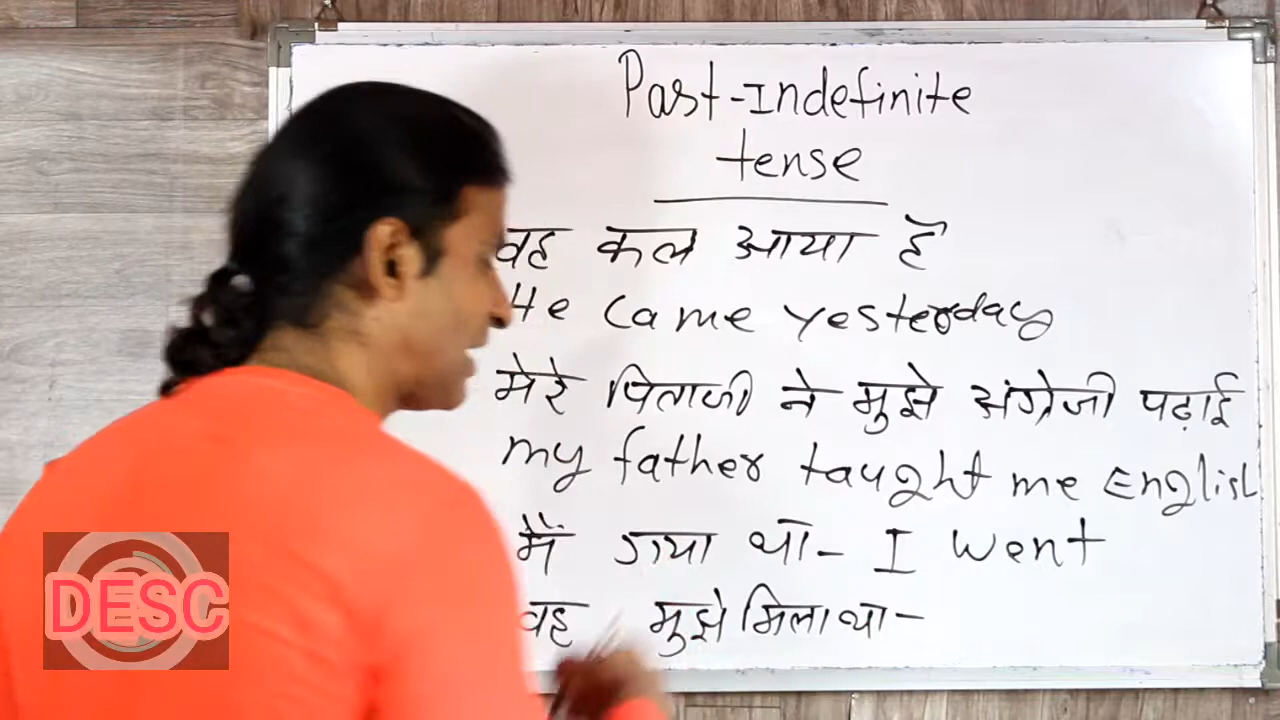 Past-Indefinite
tense
वह कल आया है
He came yesterday
मेरे पिताजी ने मुझे अंग्रेजी पढ़ाई
my father taught me English
मैं गया था- I went
वह मुझे मिला था-
DESC